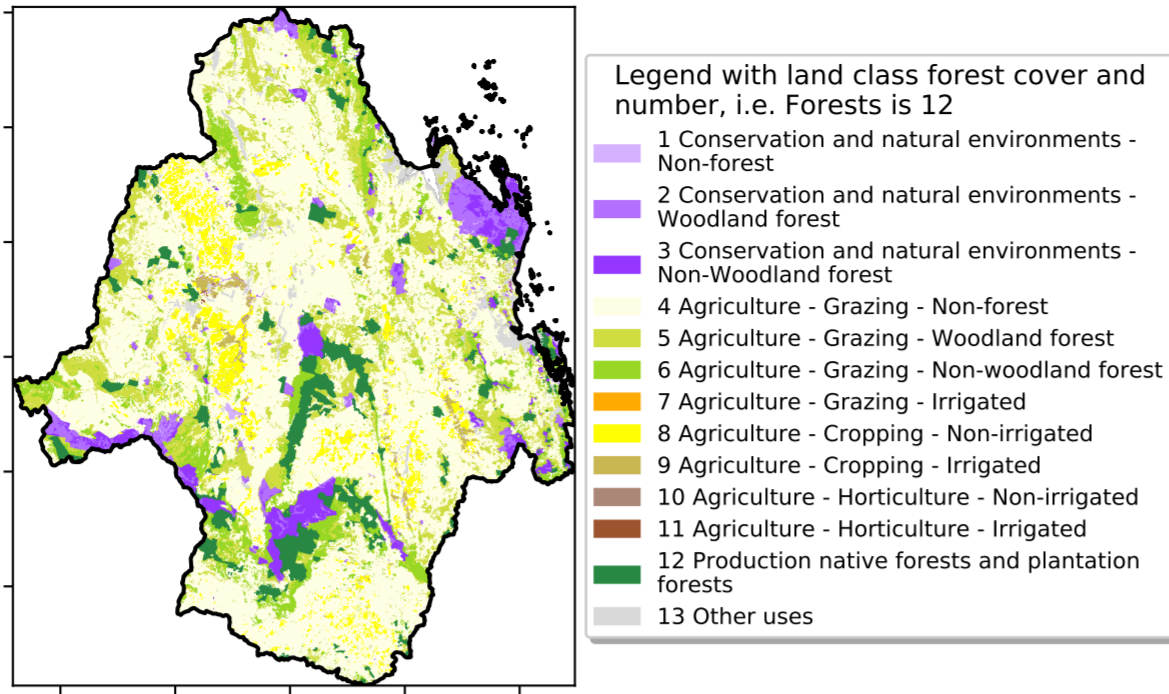 Legend with land class forest cover and
number, i.e. Forests is 12
1 Conservation and natural environments -
Non-forest
2 Conservation and natural environments -
Woodland forest
3 Conservation and natural environments -
Non-Woodland forest
4 Agriculture - Grazing - Non-forest
5 Agriculture - Grazing - Woodland forest
6 Agriculture - Grazing - Non-woodland forest
7 Agriculture - Grazing - Irrigated
8 Agriculture - Cropping - Non-irrigated
9 Agriculture - Cropping - Irrigated
10 Agriculture - Horticulture - Non-irrigated
11 Agriculture - Horticulture - Irrigated
12 Production native forests and plantation
forests
13 Other uses